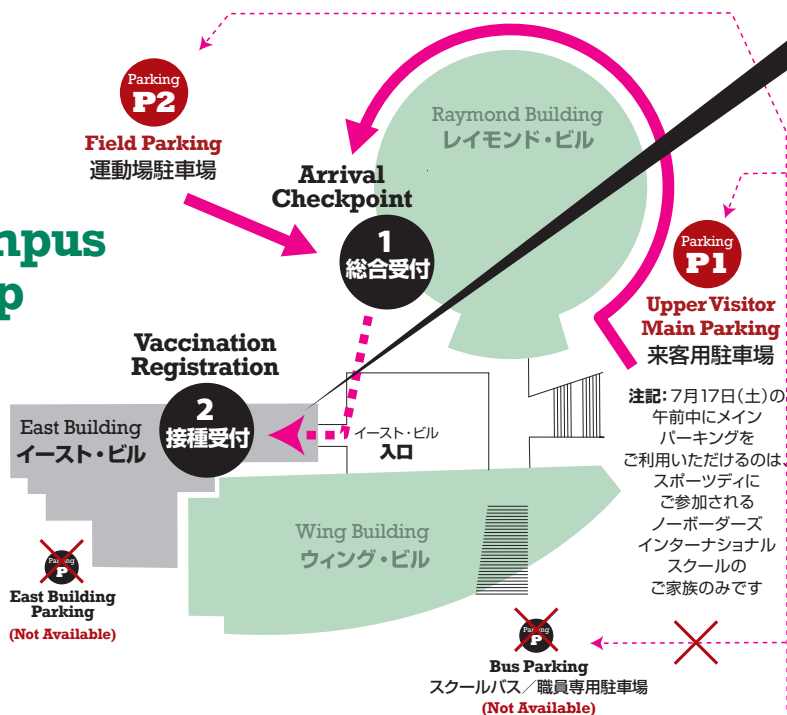 Parking
P2
Field Parking
運動場駐車場
Raymond Building
レイモンド・ビル
Arrival
Checkpoint
1
総合受付
Parking
P1
Upper Visitor
Main Parking
来客用駐車場
注記：7月17日(土)の
午前中にメイン
パーキングを
ご利用いただけるのは、
スポーツディに
ご参加される
ノーボーダーズ
インターナショナル
スクールの
ご家族のみです
Vaccination
Registration
2
接種受付
East Building
イースト・ビル
イースト・ビル
入口
Wing Building
ウィング・ビル
Parking
P
East Building
Parking
(Not Available)
Parking
P
Bus Parking
スクールバス／職員専用駐車場
(Not Available)